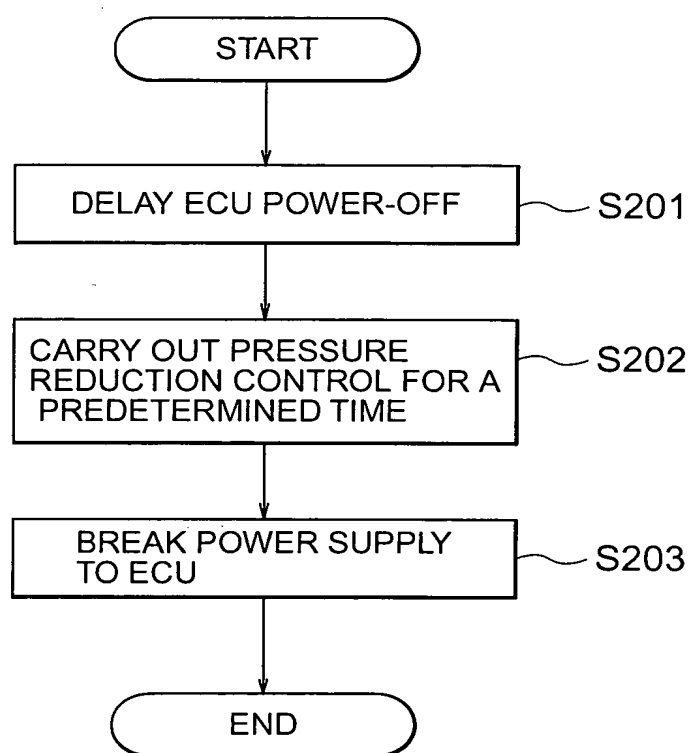 START
DELAY ECU POWER-OFF
S201
CARRY OUT PRESSURE
REDUCTION CONTROL FOR A
PREDETERMINED TIME
S202
BREAK POWER SUPPLY
TO ECU
S203
END